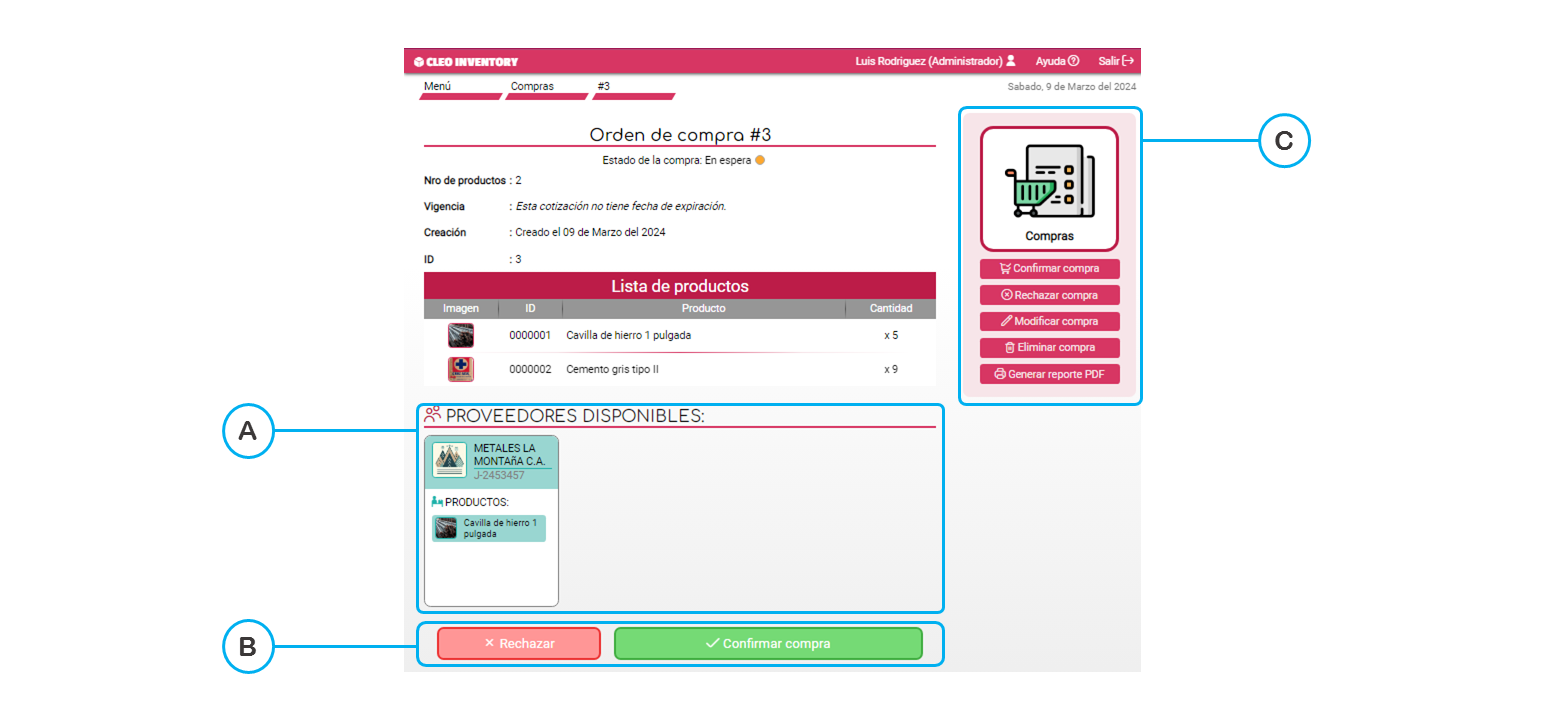 CLEO INVENTORY
Luis Rodriguez (Administrador) Ayuda Salir
Menú Compras #3
Sabado, 9 de Marzo del 2024
Orden de compra #3
Estado de la compra: En espera
Nro de productos : 2
Vigencia : Esta cotización no tiene fecha de expiración.
Creación : Creado el 09 de Marzo del 2024
ID : 3
Lista de productos
Imagen ID Producto Cantidad
0000001 Cavilla de hierro 1 pulgada x 5
0000002 Cemento gris tipo II x 9
PROVEEDORES DISPONIBLES:
METALES LA
MONTAñA C.A.
J-2453457
PRODUCTOS:
Cavilla de hierro 1
pulgada
Rechazar Confirmar compra
Compras
Confirmar compra
Rechazar compra
Modificar compra
Eliminar compra
Generar reporte PDF
A
B
C